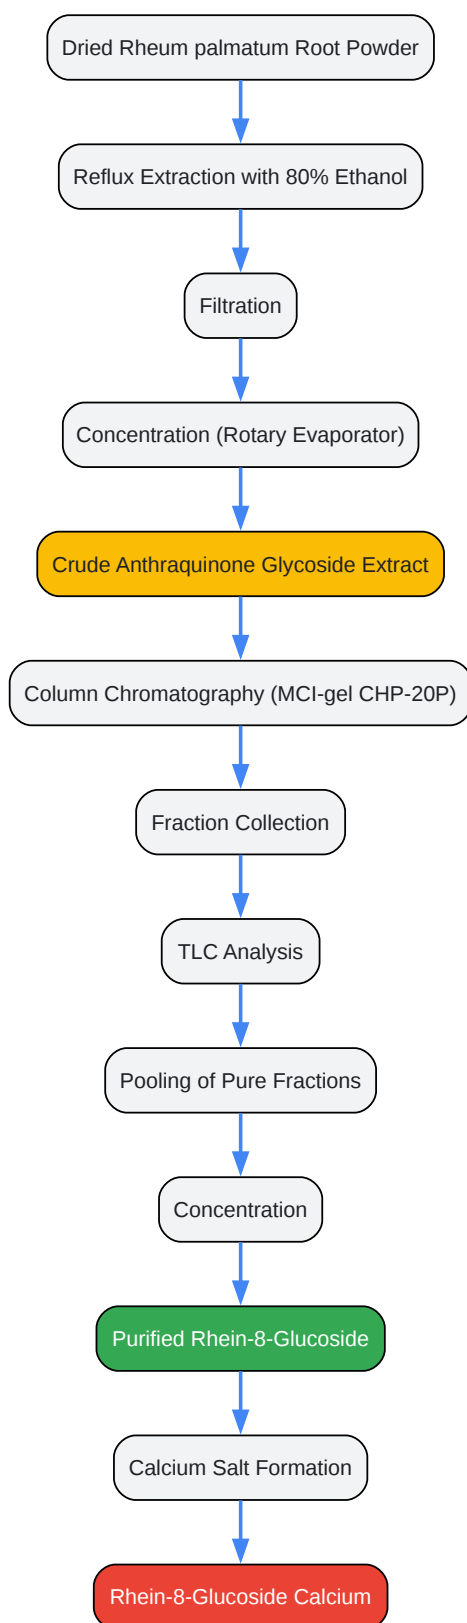 Dried Rheum palmatum Root Powder
Reflux Extraction with 80% Ethanol
Filtration
Concentration (Rotary Evaporator)
Crude Anthraquinone Glycoside Extract
Column Chromatography (MCI-gel CHP-20P)
Fraction Collection
TLC Analysis
Pooling of Pure Fractions
Concentration
Purified Rhein-8-Glucoside
Calcium Salt Formation
Rhein-8-Glucoside Calcium